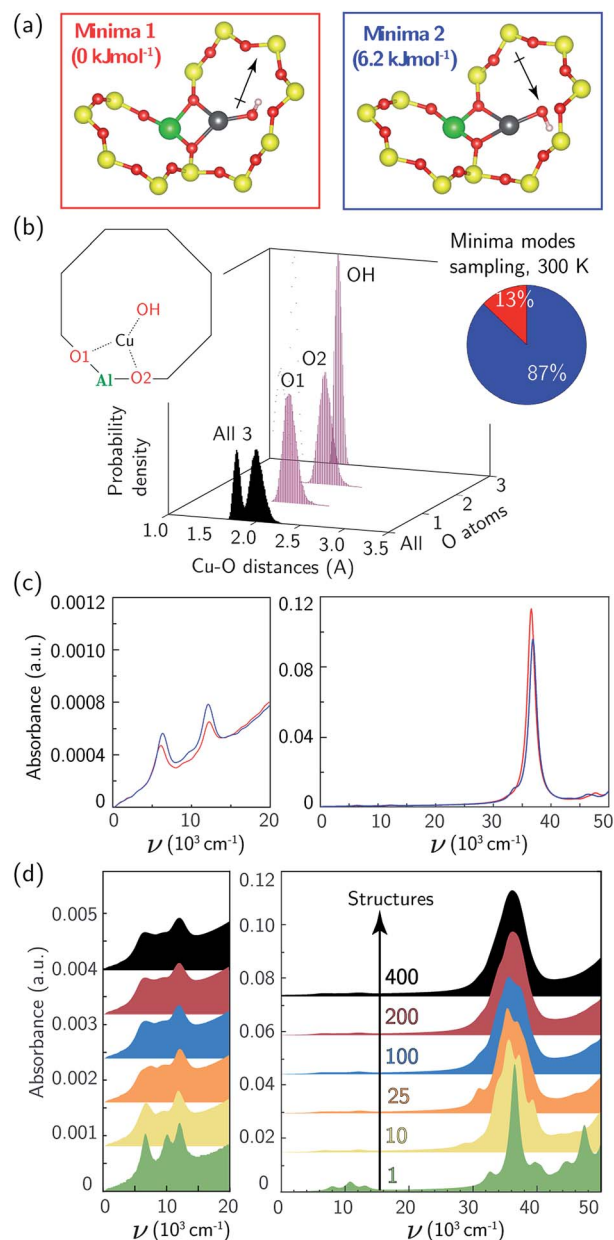 (a)
Minima 1
(0 kJmol⁻¹)
Minima 2
(6.2 kJmol⁻¹)
(b)
OH
Cu
O1
Al
O2
Probability
density
All 3
O1
O2
OH
Minima modes
sampling, 300 K
13%
87%
1.0
1.5
2.0
2.5
3.0
3.5
Cu-O distances (A)
All
1
2
3
O atoms
(c)
Absorbance (a.u.)
0.0012
0.0010
0.0008
0.0004
0
0
10
20
ν (10³ cm⁻¹)
0.12
0.08
0.04
0
0
10
20
30
40
50
ν (10³ cm⁻¹)
(d)
Absorbance (a.u.)
0.005
0.004
0.003
0.002
0.001
0
0
10
20
ν (10³ cm⁻¹)
0.12
0.10
0.08
0.06
0.04
0.02
0
Structures
400
200
100
25
10
1
0
10
20
30
40
50
ν (10³ cm⁻¹)